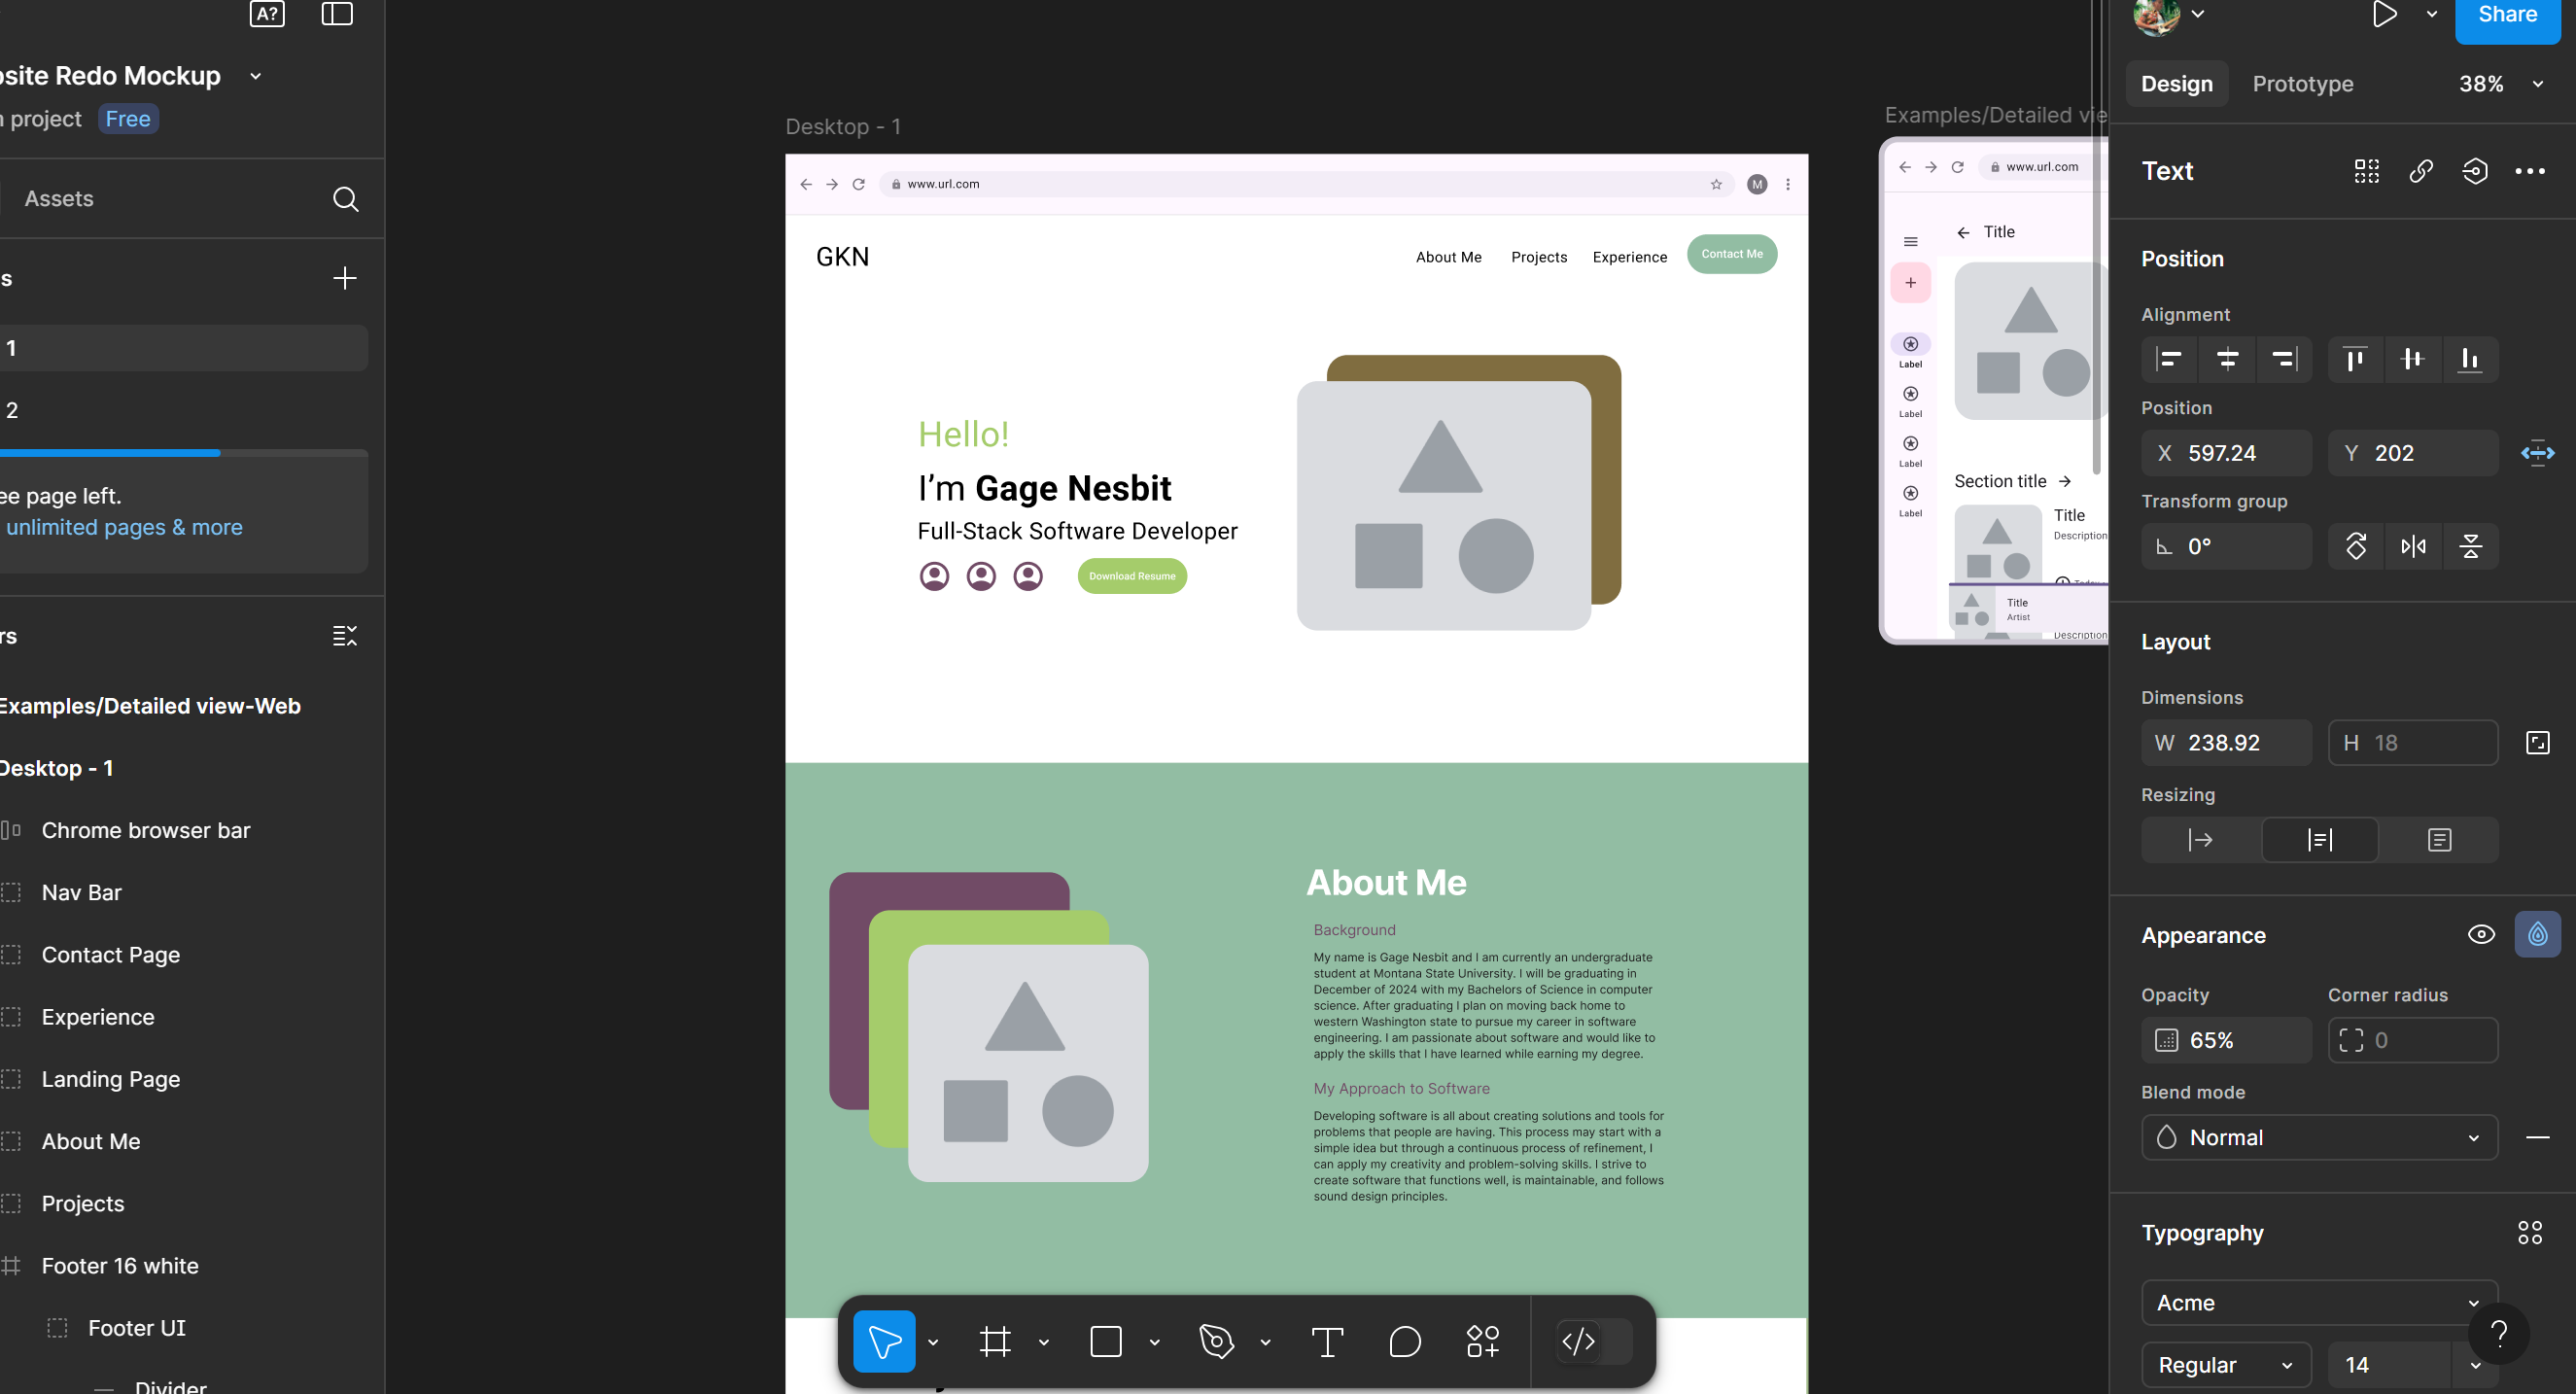 A?
site Redo Mockup
project Free
Assets
s
1
2
ee page left.
unlimited pages & more
rs
Examples/Detailed view-Web
Desktop - 1
Chrome browser bar
Nav Bar
Contact Page
Experience
Landing Page
About Me
Projects
Footer 16 white
Footer UI
Divider
Desktop - 1
www.url.com
M
GKN
About Me
Projects
Experience
Contact Me
Hello!
I'm Gage Nesbit
Full-Stack Software Developer
Download Resume
About Me
Background
My name is Gage Nesbit and I am currently an undergraduate
student at Montana State University. I will be graduating in
December of 2024 with my Bachelors of Science in computer
science. After graduating I plan on moving back home to
western Washington state to pursue my career in software
engineering. I am passionate about software and would like to
apply the skills that I have learned while earning my degree.
My Approach to Software
Developing software is all about creating solutions and tools for
problems that people are having. This process may start with a
simple idea but through a continuous process of refinement, I
can apply my creativity and problem-solving skills. I strive to
create software that functions well, is maintainable, and follows
sound design principles.
Examples/Detailed vie
www.url.com
Title
Label
Label
Label
Label
Section title
Title
Description
Title
Artist
Description
Share
Design
Prototype
38%
Text
Position
Alignment
Position
X 597.24
Y 202
Transform group
0°
Layout
Dimensions
W 238.92
H 18
Resizing
Appearance
Opacity
Corner radius
65%
0
Blend mode
Normal
Typography
Acme
Regular
14
?